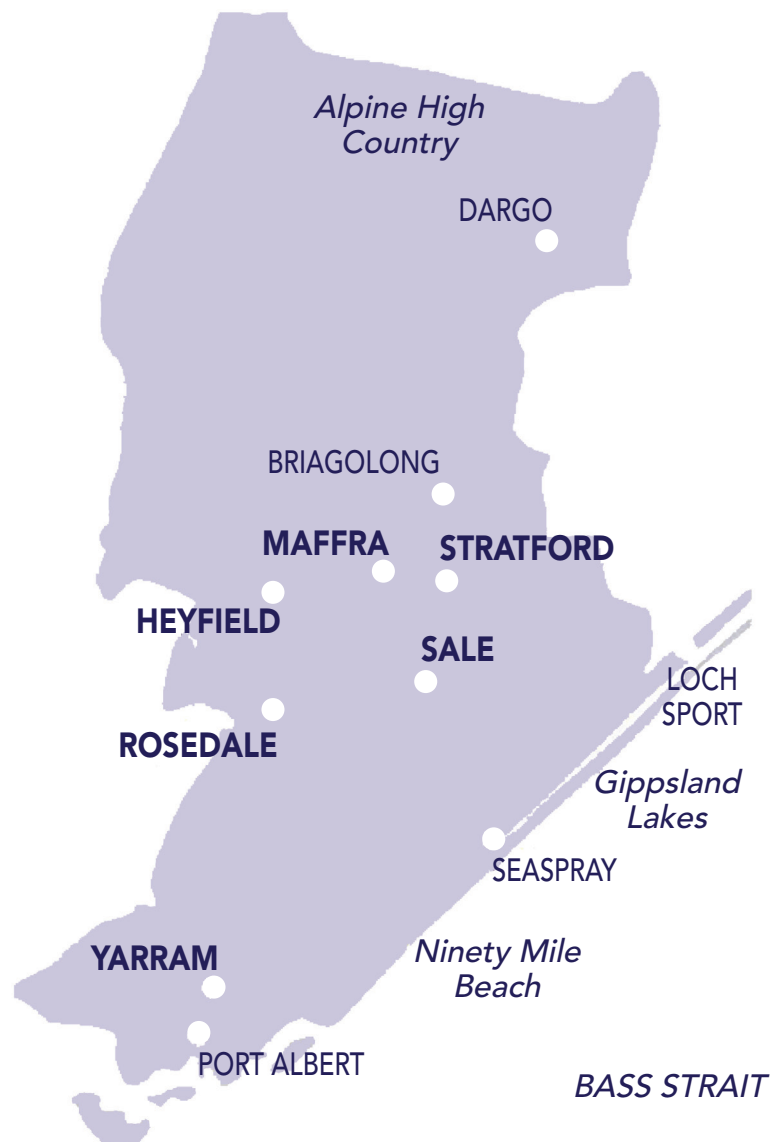 Alpine High
Country
DARGO
BRIAGOLONG
MAFFRA
STRATFORD
HEYFIELD
SALE
LOCH
SPORT
ROSEDALE
Gippsland
Lakes
SEASPRAY
YARRAM
Ninety Mile
Beach
PORT ALBERT
BASS STRAIT